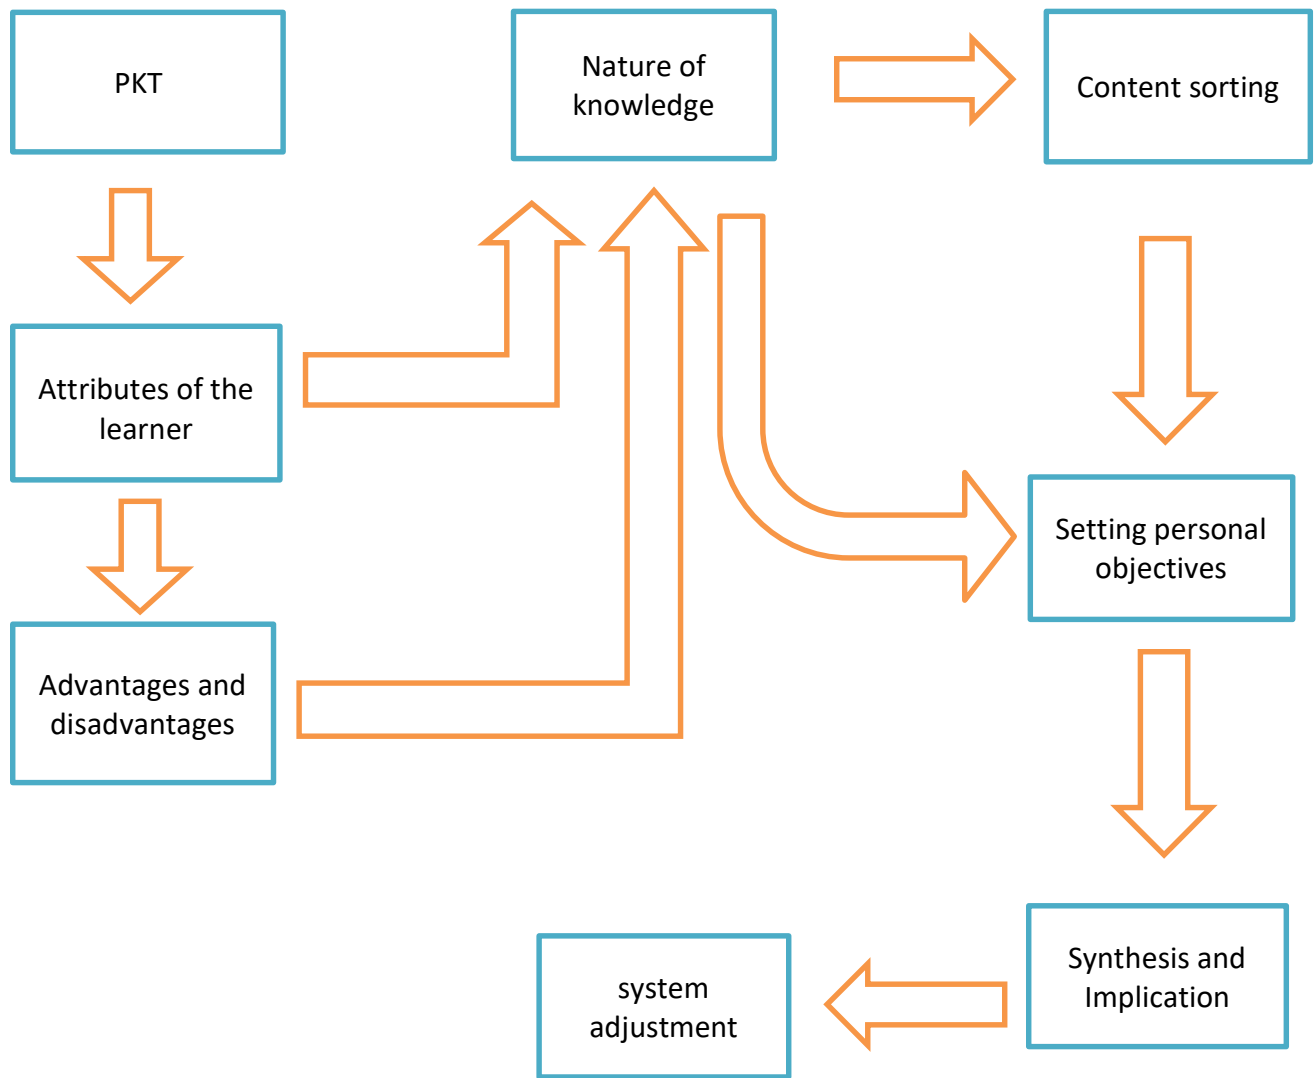 PKT
Nature of
knowledge
Content sorting
Attributes of the
learner
Setting personal
objectives
Advantages and
disadvantages
Synthesis and
Implication
system
adjustment